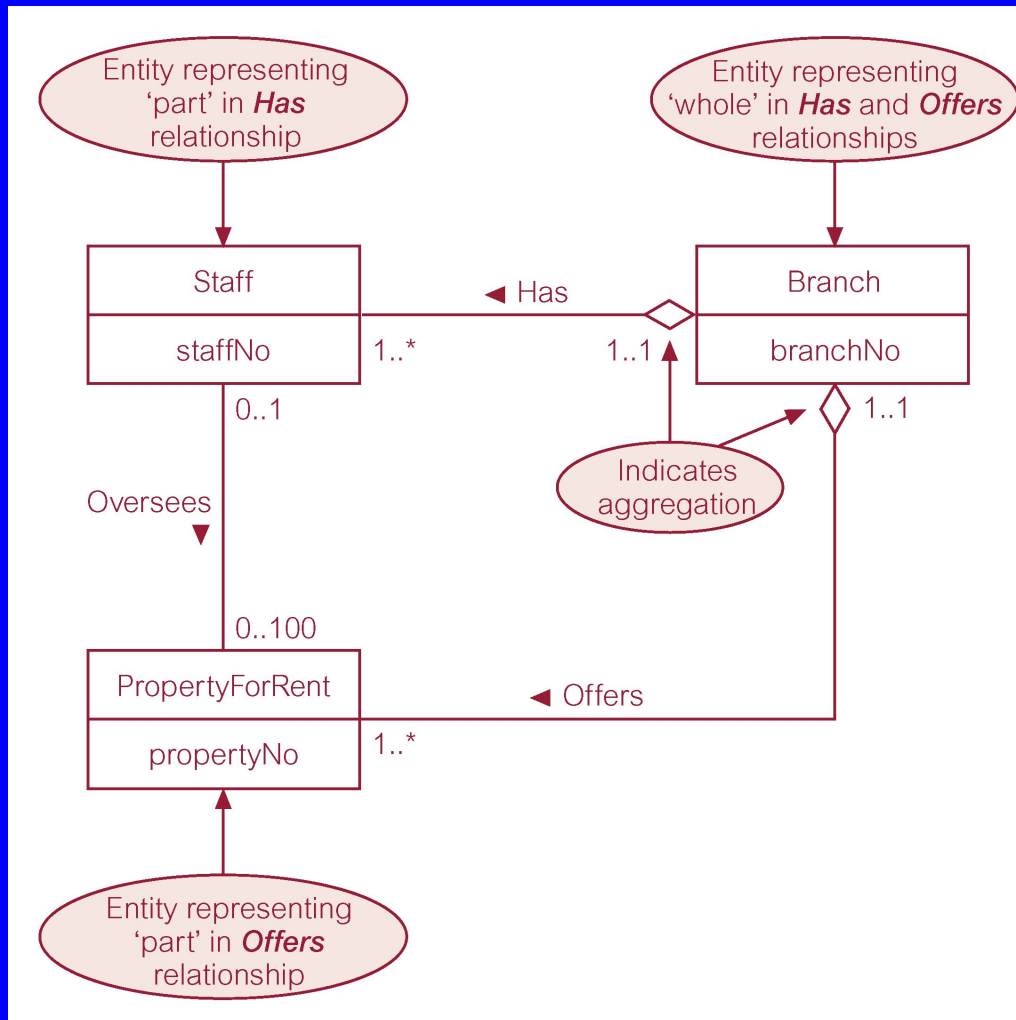 Entity representing
‘part’ in Has
relationship
Entity representing
‘whole’ in Has and Offers
relationships
Staff
staffNo
◄ Has
1..*
1..1
Branch
branchNo
1..1
0..1
Indicates
aggregation
Oversees
▼
0..100
PropertyForRent
propertyNo
◄ Offers
1..*
Entity representing
‘part’ in Offers
relationship